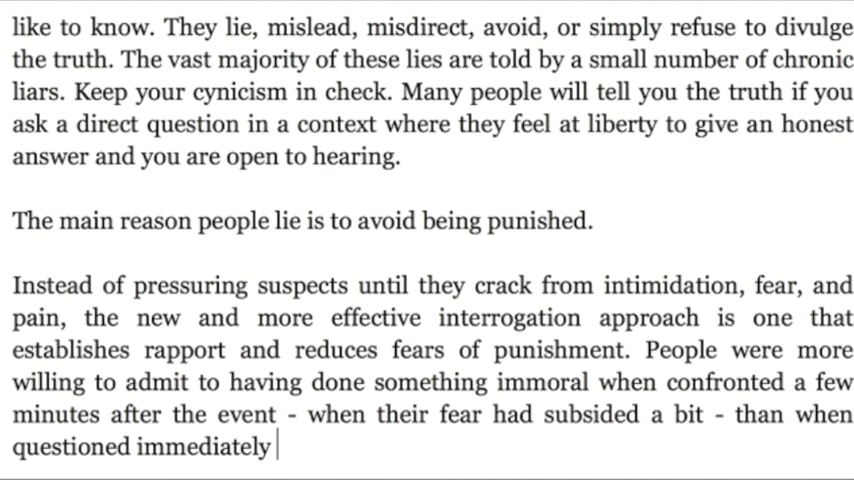 like to know. They lie, mislead, misdirect, avoid, or simply refuse to divulge
the truth. The vast majority of these lies are told by a small number of chronic
liars. Keep your cynicism in check. Many people will tell you the truth if you
ask a direct question in a context where they feel at liberty to give an honest
answer and you are open to hearing.
The main reason people lie is to avoid being punished.
Instead of pressuring suspects until they crack from intimidation, fear, and
pain, the new and more effective interrogation approach is one that
establishes rapport and reduces fears of punishment. People were more
willing to admit to having done something immoral when confronted a few
minutes after the event - when their fear had subsided a bit - than when
questioned immediately